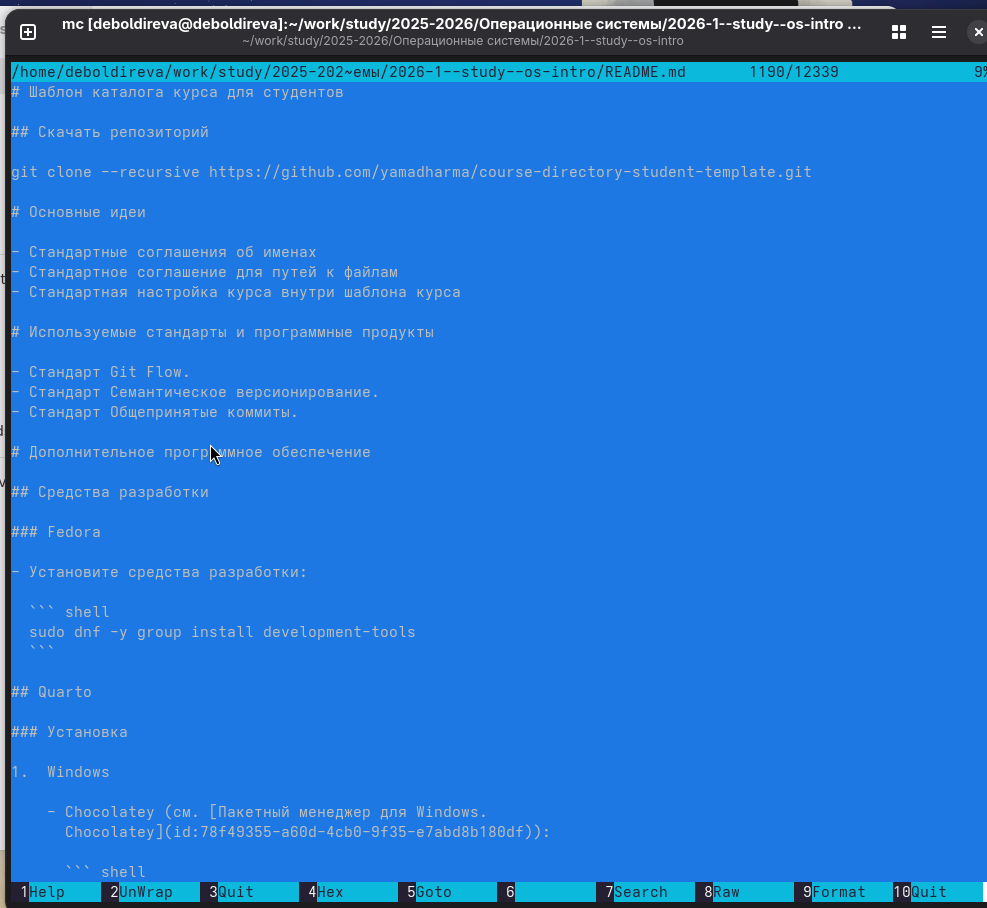 mc [deboldireva@deboldireva]:~/work/study/2025-2026/Операционные системы/2026-1--study--os-intro ...
~/work/study/2025-2026/Операционные системы/2026-1--study--os-intro
/home/deboldireva/work/study/2025-202~емы/2026-1--study--os-intro/README.md 1190/12339 9%
# Шаблон каталога курса для студентов
## Скачать репозиторий
git clone --recursive https://github.com/yamadharma/course-directory-student-template.git
# Основные идеи
- Стандартные соглашения об именах
- Стандартное соглашение для путей к файлам
- Стандартная настройка курса внутри шаблона курса
# Используемые стандарты и программные продукты
- Стандарт Git Flow.
- Стандарт Семантическое версионирование.
- Стандарт Общепринятые коммиты.
# Дополнительное программное обеспечение
## Средства разработки
### Fedora
- Установите средства разработки:
``` shell
sudo dnf -y group install development-tools
```
## Quarto
### Установка
1. Windows
- Chocolatey (см. [Пакетный менеджер для Windows.
Chocolatey](id:78f49355-a60d-4cb0-9f35-e7abd8b180df)):
``` shell
1Help 2UnWrap 3Quit 4Hex 5Goto 6 7Search 8Raw 9Format 10Quit